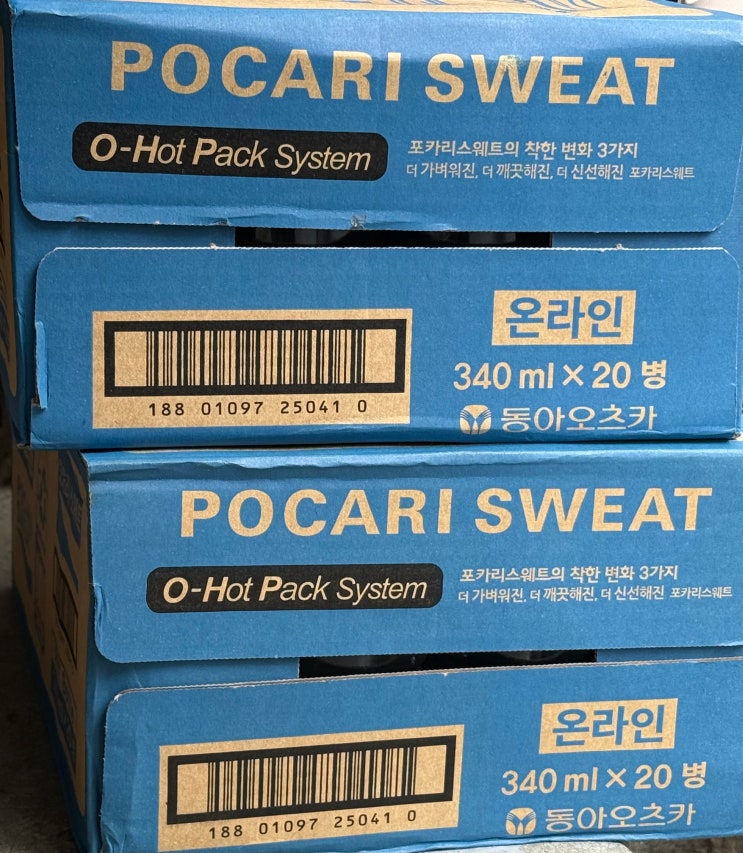 POCARI SWEAT
O-Hot Pack System
포카리스웨트의 착한 변화 3가지
더 가벼워진, 더 깨끗해진, 더 신선해진 포카리스웨트
온라인
340 ml × 20 병
188 01097 25041 0
동아오츠카
POCARI SWEAT
O-Hot Pack System
포카리스웨트의 착한 변화 3가지
더 가벼워진, 더 깨끗해진, 더 신선해진 포카리스웨트
온라인
340 ml × 20 병
188 01097 25041 0
동아오츠카